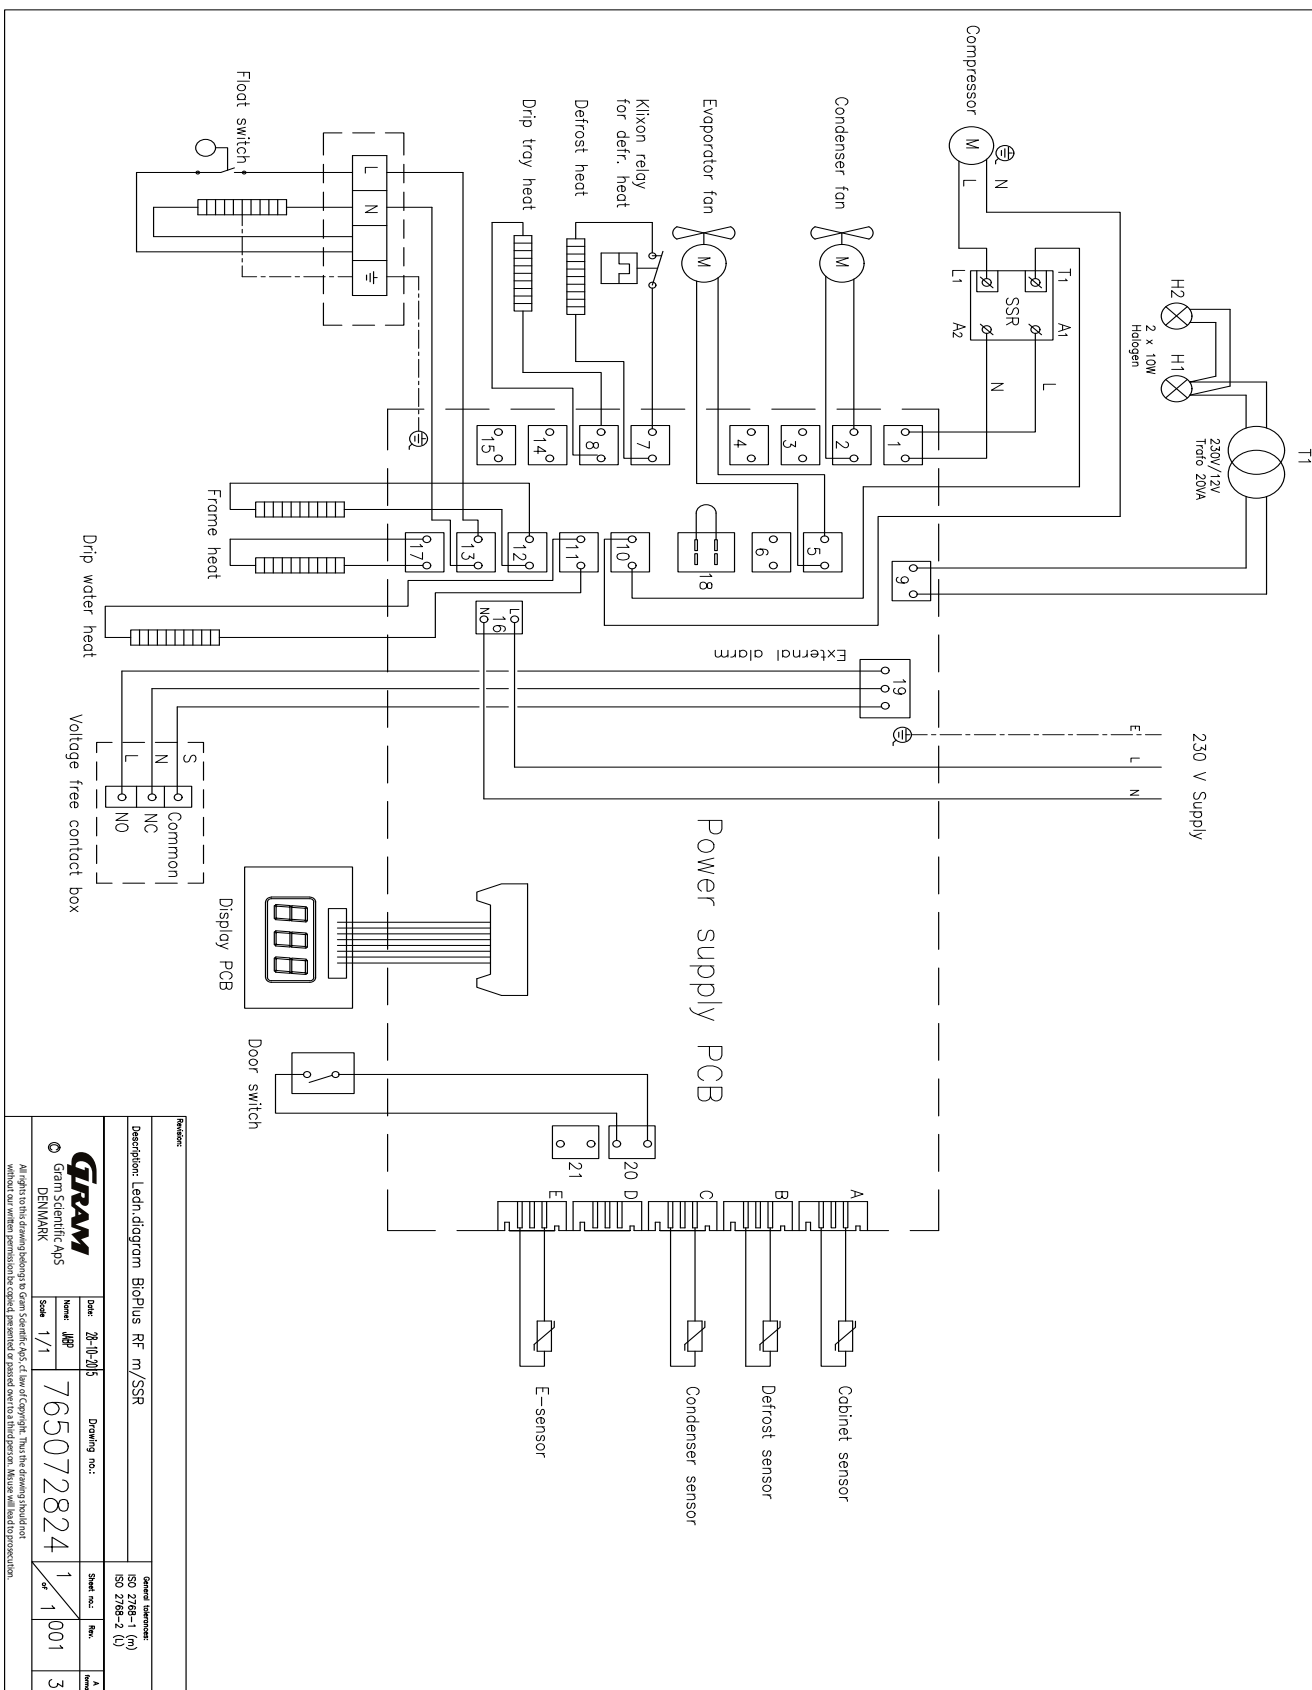 T1
230V/12V
Trafo 20VA
H2
H1
2 x 10W
Halogen
Compressor
M
N
L
T1
A1
SSR
L1
A2
L
N
Condenser fan
M
Evaporator fan
M
Klixon relay
for defr. heat
Defrost heat
Drip tray heat
Float switch
L
N
1
2
3
4
7
8
14
15
5
6
18
10
11
12
13
17
9
16
L
N
Frame heat
Drip water heat
External alarm
19
230 V Supply
E
L
N
Voltage free contact box
S
N
L
Common
NC
NO
Power supply PCB
Display PCB
Door switch
20
21
A
B
C
D
E
Cabinet sensor
Defrost sensor
Condenser sensor
E-sensor
Revision:
Description: Ledn.diagram BioPlus RF m/SSR
General tolerances:
ISO 2768-1 (m)
ISO 2768-2 (L)
GRAM
© Gram Scientific ApS
DENMARK
Date: 28-10-2015
Name: JABP
Scale 1/1
Drawing no.:
765072824
Sheet no.:
1 of 1
Rev.
001
A
3
All rights to this drawing belongs to Gram Scientific ApS, cf. law of Copyright. Thus the drawing should not
without our written permission be copied, presented or passed over to a third person. Misuse will lead to prosecution.